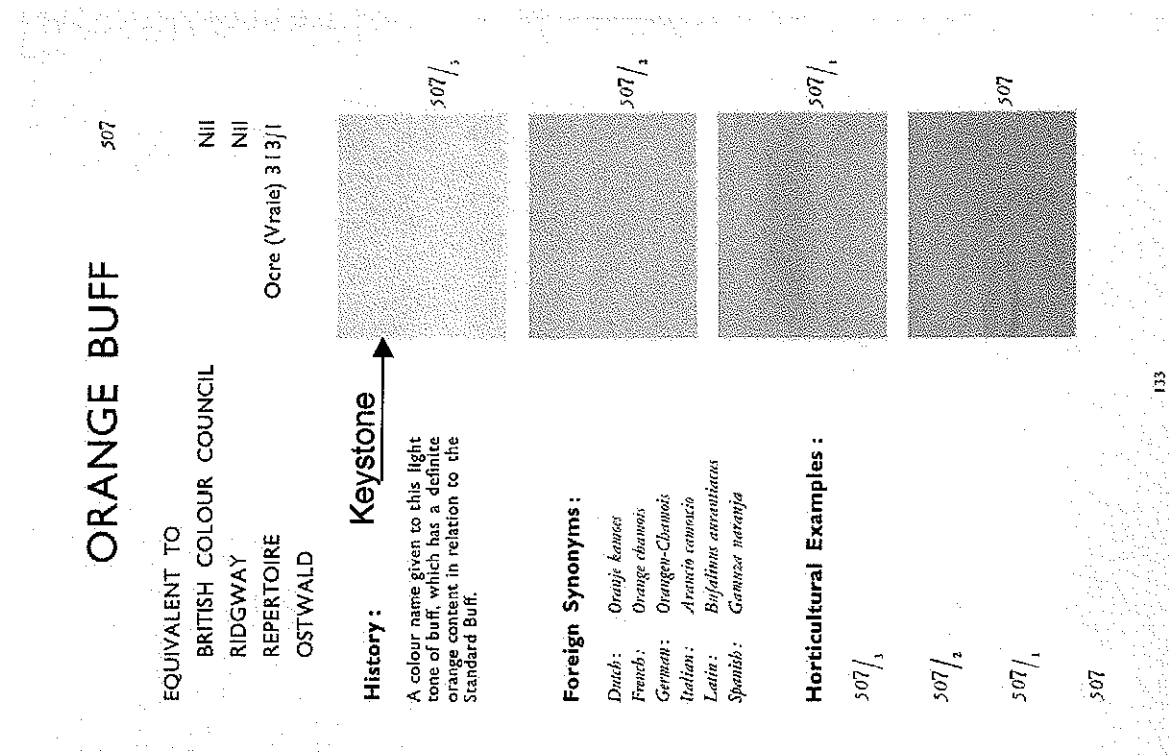 ORANGE BUFF 507
EQUIVALENT TO
BRITISH COLOUR COUNCIL Nil
RIDGWAY Nil
REPERTOIRE Ocre (Vraie) 313/1
OSTWALD
History : Keystone
A colour name given to this light
tone of buff, which has a definite
orange content in relation to the
Standard Buff.
507/3
Foreign Synonyms :
Dutch : Oranje kamoes
French : Orange chamois
German : Orangen-Chamois
Italian : Arancio camoscio
Latin : Bufalinus aurantiacus
Spanish : Gamuza naranja
507/2
Horticultural Examples :
507/3
507/2
507/1
507
507/1
507
133